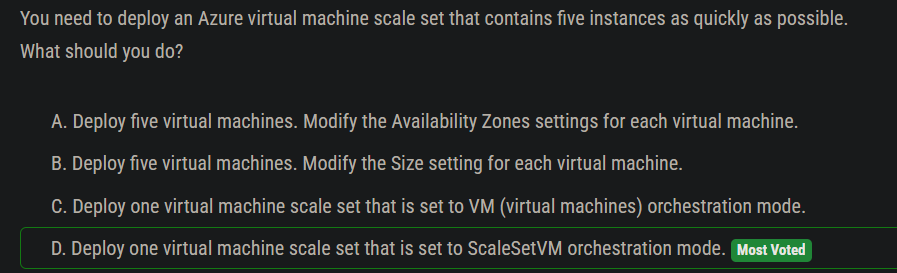 You need to deploy an Azure virtual machine scale set that contains five instances as quickly as possible.
What should you do?
A. Deploy five virtual machines. Modify the Availability Zones settings for each virtual machine.
B. Deploy five virtual machines. Modify the Size setting for each virtual machine.
C. Deploy one virtual machine scale set that is set to VM (virtual machines) orchestration mode.
D. Deploy one virtual machine scale set that is set to ScaleSetVM orchestration mode. Most Voted